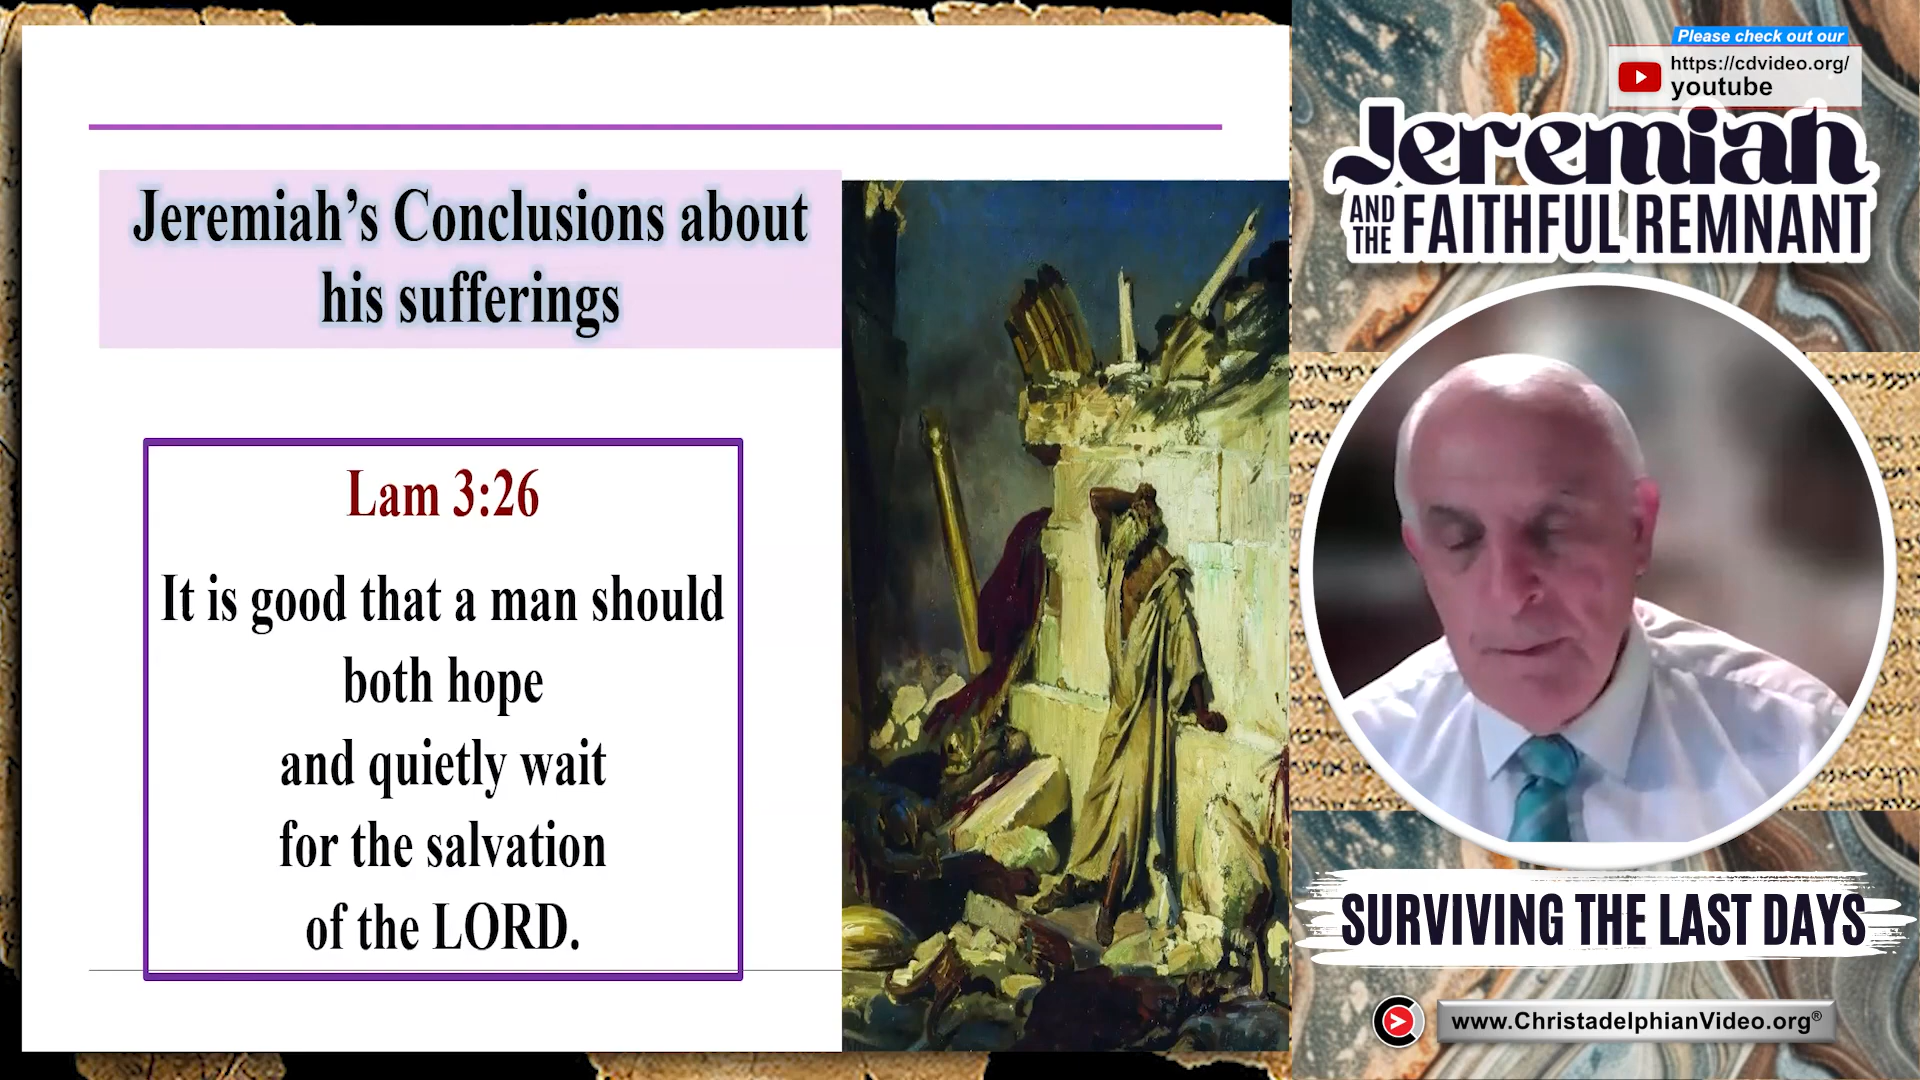 Jeremiah’s Conclusions about
his sufferings
Lam 3:26
It is good that a man should
both hope
and quietly wait
for the salvation
of the LORD.
Please check out our
https://cdvideo.org/
youtube
Jeremiah
AND
THE
FAITHFUL REMNANT
SURVIVING THE LAST DAYS
www.ChristadelphianVideo.org®